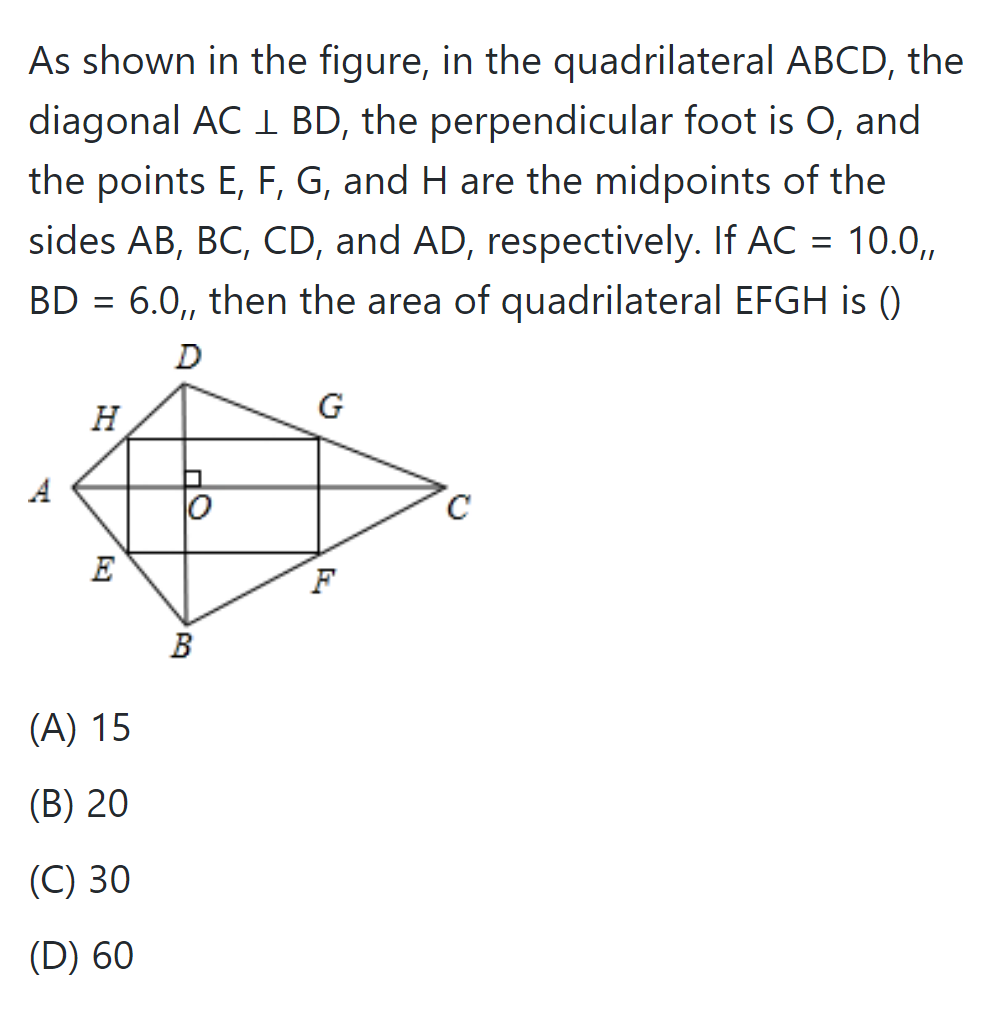 As shown in the figure, in the quadrilateral ABCD, the
diagonal AC ⊥ BD, the perpendicular foot is O, and
the points E, F, G, and H are the midpoints of the
sides AB, BC, CD, and AD, respectively. If AC = 10.0,,
BD = 6.0,, then the area of quadrilateral EFGH is ()
D
G
H
A
O
C
E
F
B
(A) 15
(B) 20
(C) 30
(D) 60